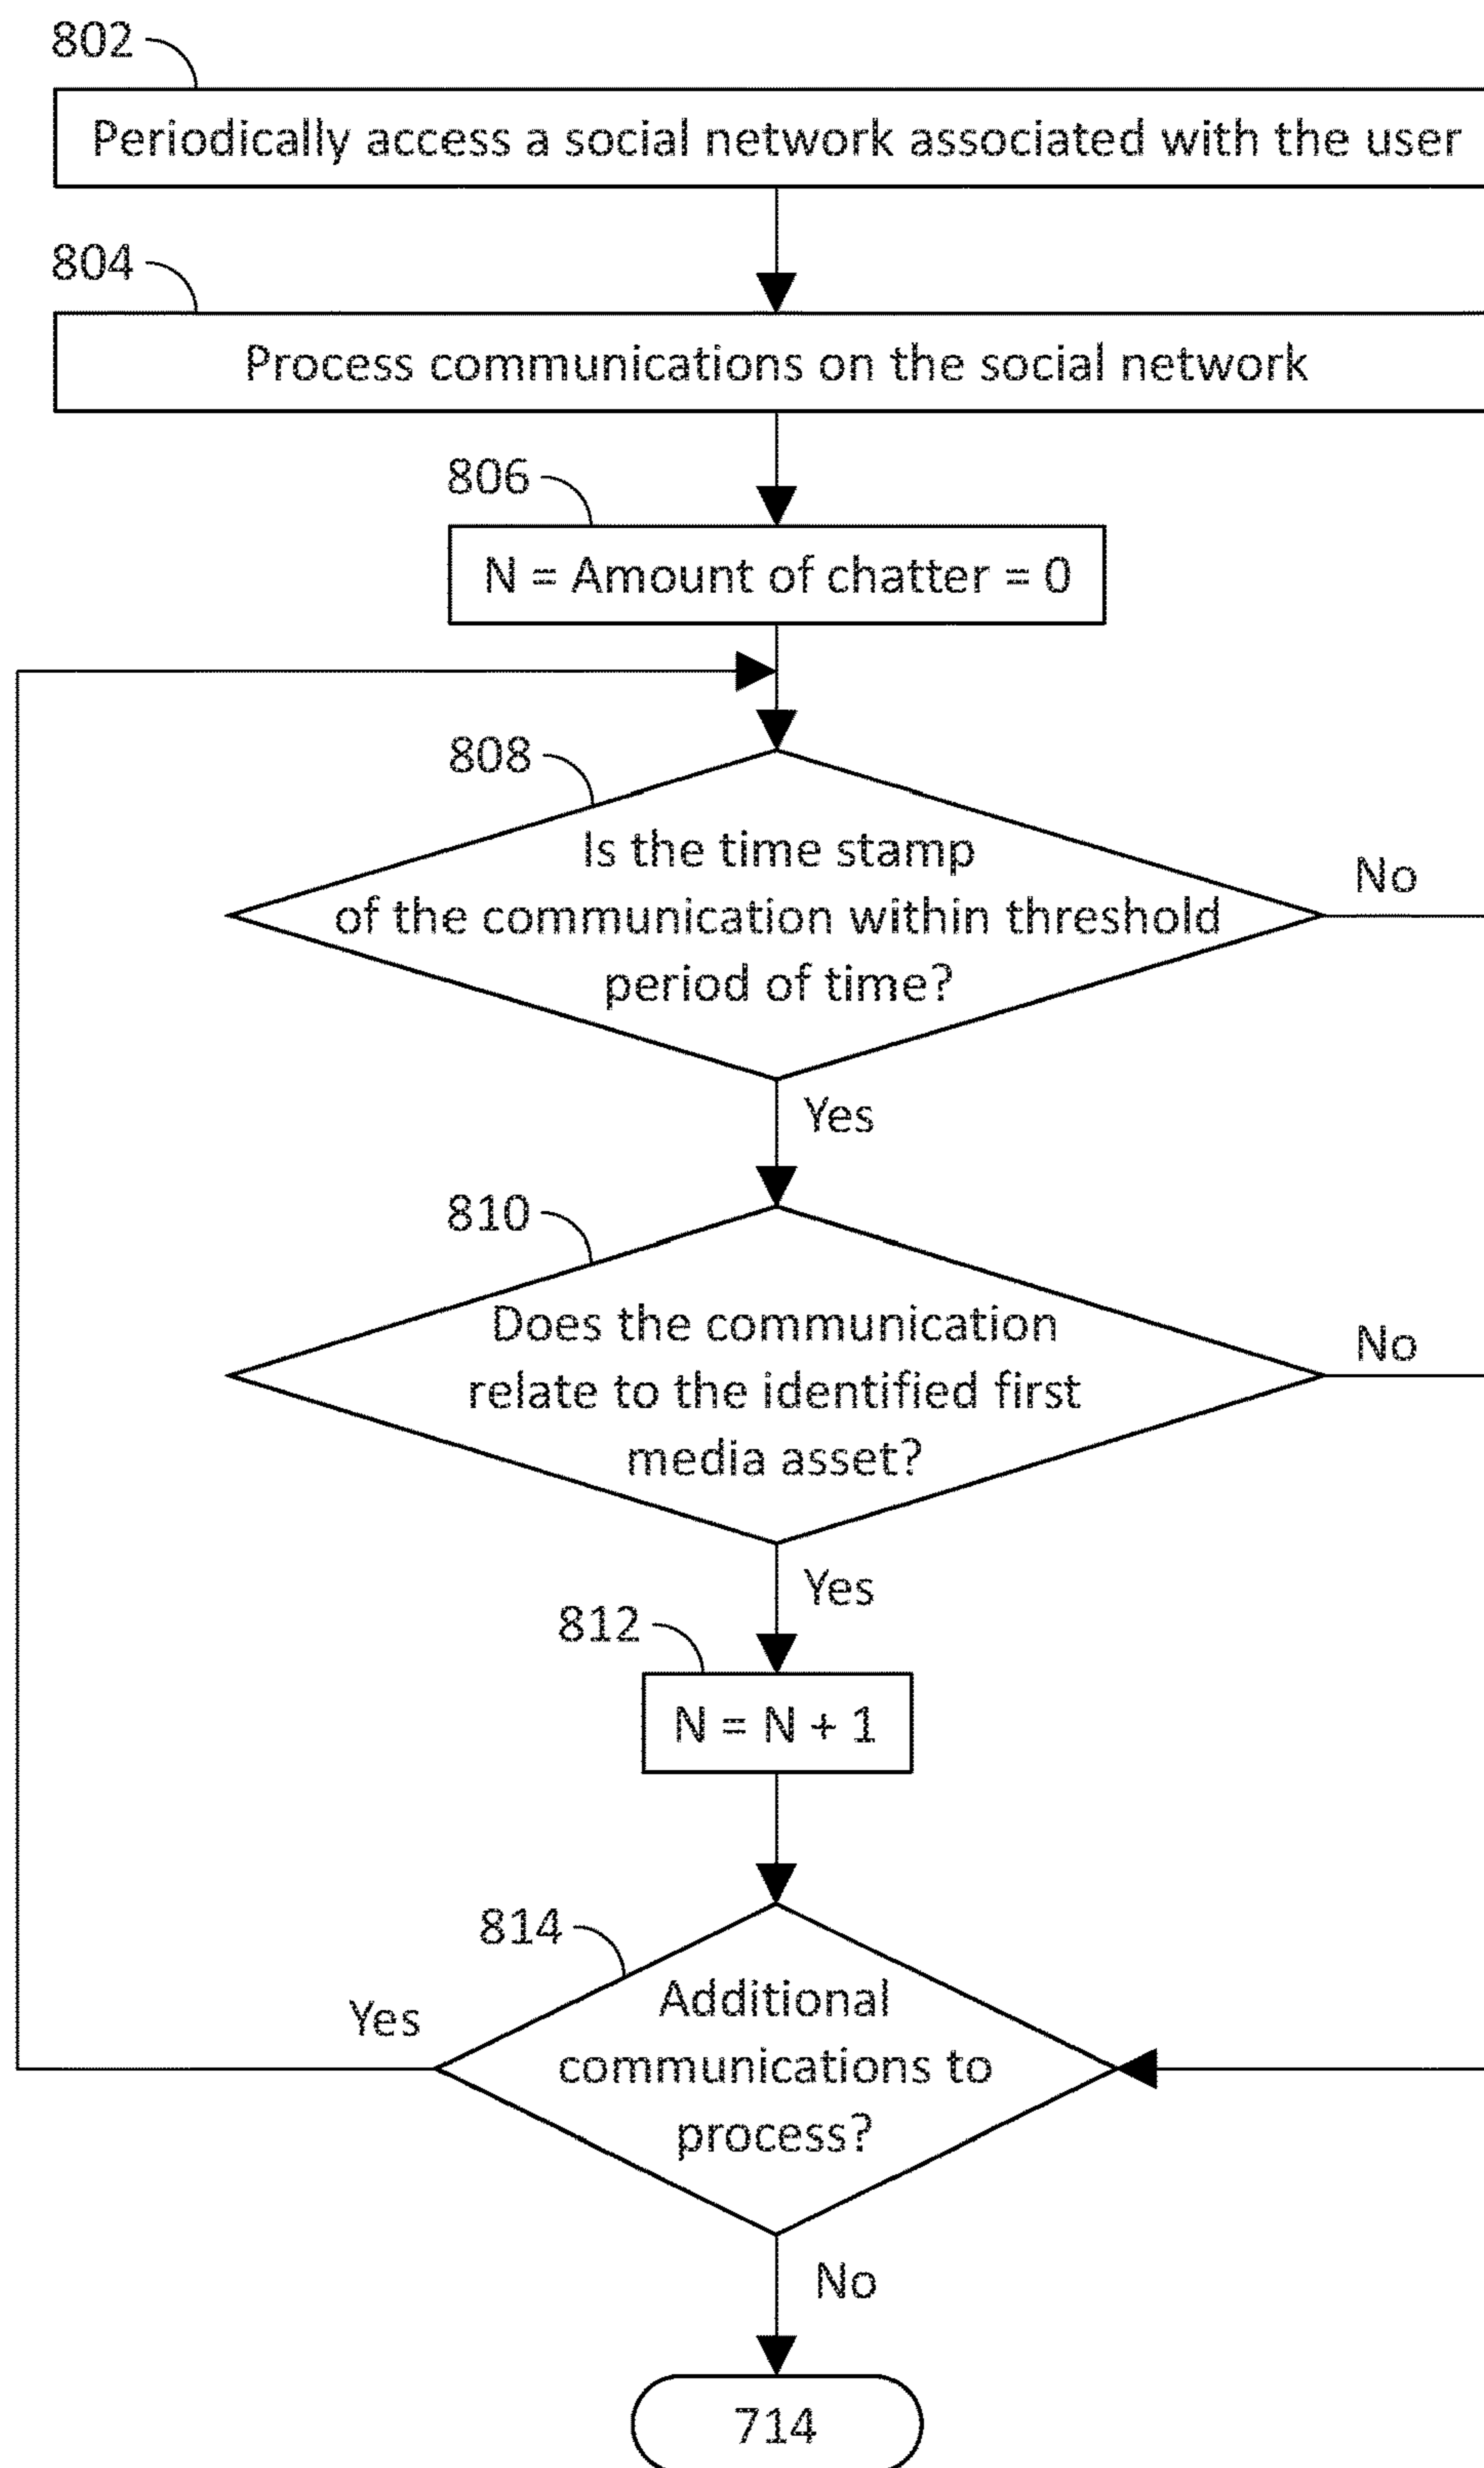 802
Periodically access a social network associated with the user
804
Process communications on the social network
806
N = Amount of chatter = 0
808
Is the time stamp
of the communication within threshold
period of time?
No
Yes
810
Does the communication
relate to the identified first
media asset?
No
Yes
812
N = N + 1
814
Additional
communications to
process?
Yes
No
714